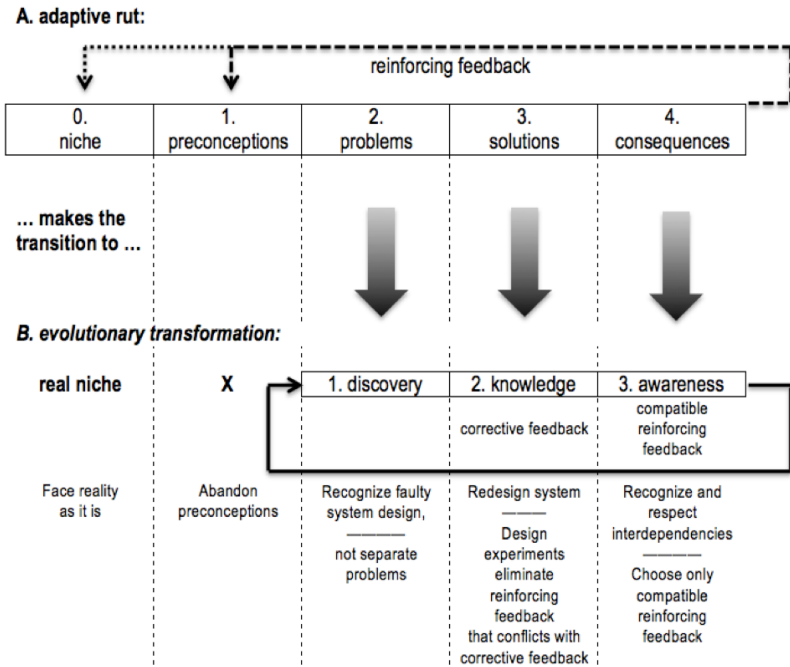 A. adaptive rut:
reinforcing feedback
0.
niche
1.
preconceptions
2.
problems
3.
solutions
4.
consequences
... makes the
transition to ...
B. evolutionary transformation:
real niche
X
1. discovery
2. knowledge
3. awareness
corrective feedback
compatible
reinforcing
feedback
Face reality
as it is
Abandon
preconceptions
Recognize faulty
system design,
not separate
problems
Redesign system
Design
experiments
eliminate
reinforcing
feedback
that conflicts with
corrective feedback
Recognize and
respect
interdependencies
Choose only
compatible
reinforcing
feedback